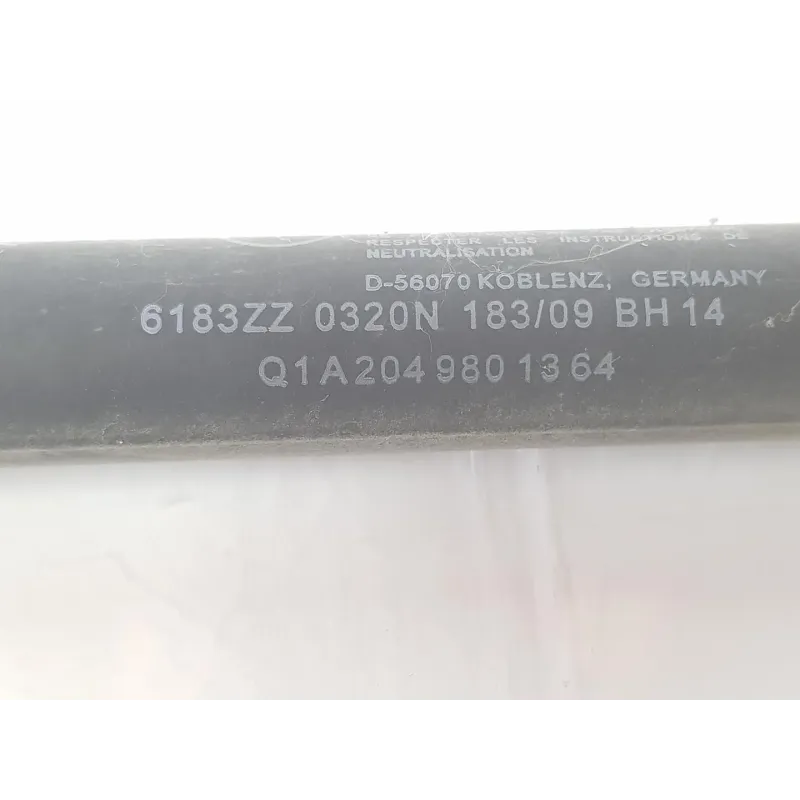 RESPECTER LES INSTRUCTIONS DE
NEUTRALISATION
D-56070 KOBLENZ, GERMANY
6183ZZ 0320N 183/09 BH 14
Q1A 204 980 13 64